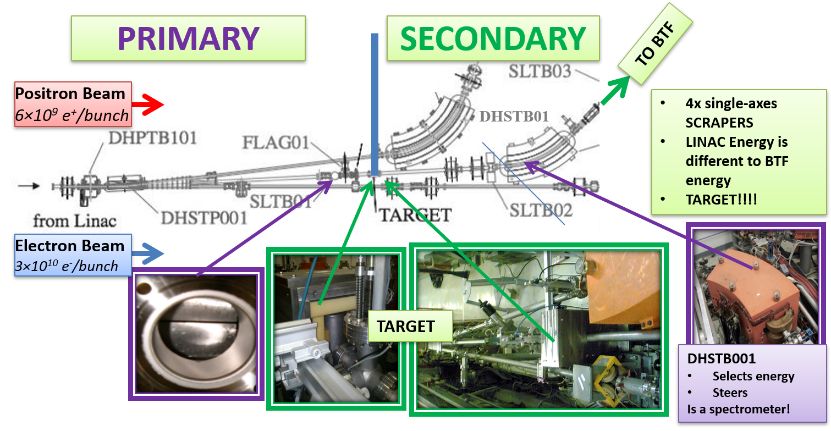 PRIMARY
SECONDARY
TO BTF
SLTB03
Positron Beam
6×10⁹ e⁺/bunch
DHPTB101
FLAG01
DHSTB01
from Linac
DHSTP001
SLTB01
TARGET
SLTB02
Electron Beam
3×10¹⁰ e⁻/bunch
• 4x single-axes
SCRAPERS
• LINAC Energy is
different to BTF
energy
• TARGET!!!!
TARGET
DHSTB001
• Selects energy
• Steers
Is a spectrometer!